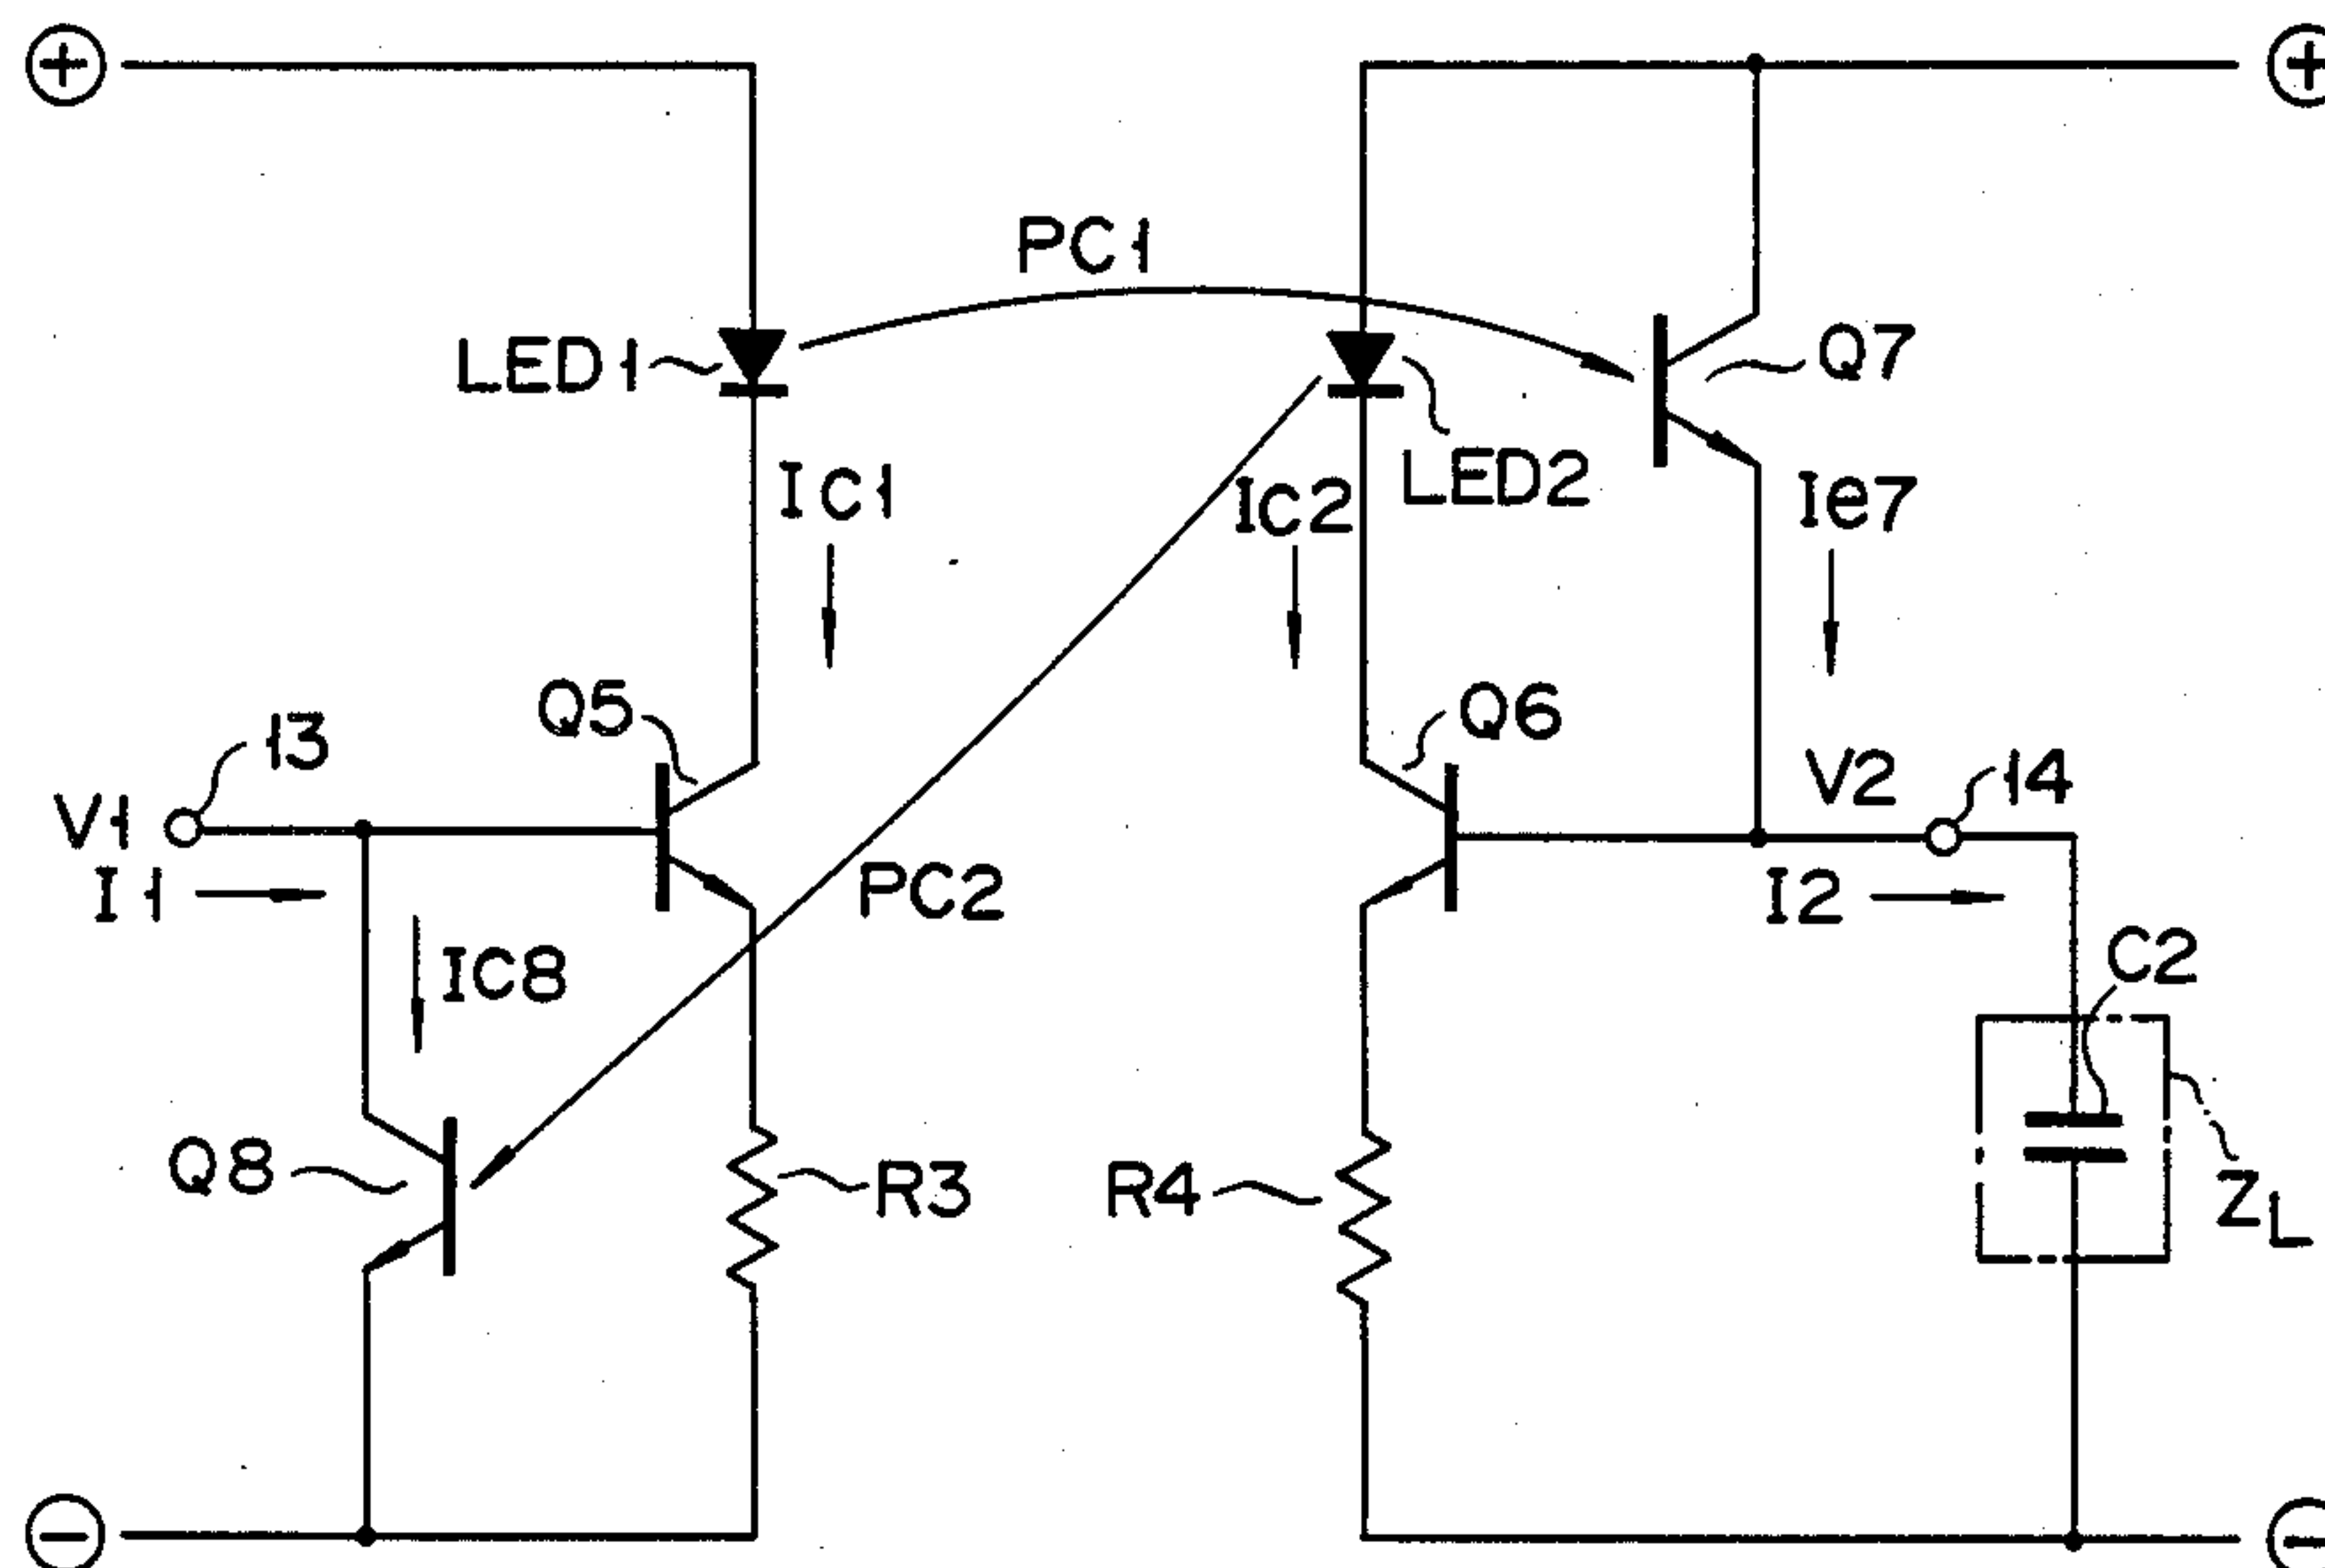 +
+
PC1
LED1
Q7
IC1
IC2
LED2
Ie7
Q5
Q6
13
V1
V2
14
I1
PC2
I2
IC8
C2
Q8
R3
R4
ZL
−
−